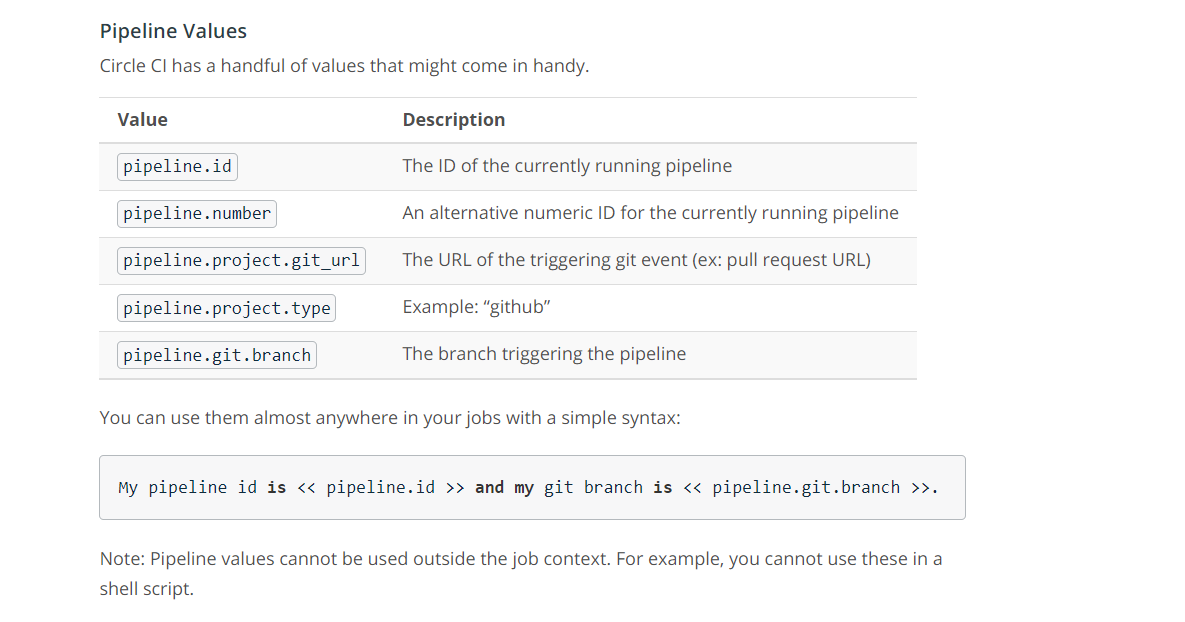 Pipeline Values
Circle CI has a handful of values that might come in handy.
Value Description
pipeline.id The ID of the currently running pipeline
pipeline.number An alternative numeric ID for the currently running pipeline
pipeline.project.git_url The URL of the triggering git event (ex: pull request URL)
pipeline.project.type Example: “github”
pipeline.git.branch The branch triggering the pipeline
You can use them almost anywhere in your jobs with a simple syntax:
My pipeline id is << pipeline.id >> and my git branch is << pipeline.git.branch >>.
Note: Pipeline values cannot be used outside the job context. For example, you cannot use these in a
shell script.